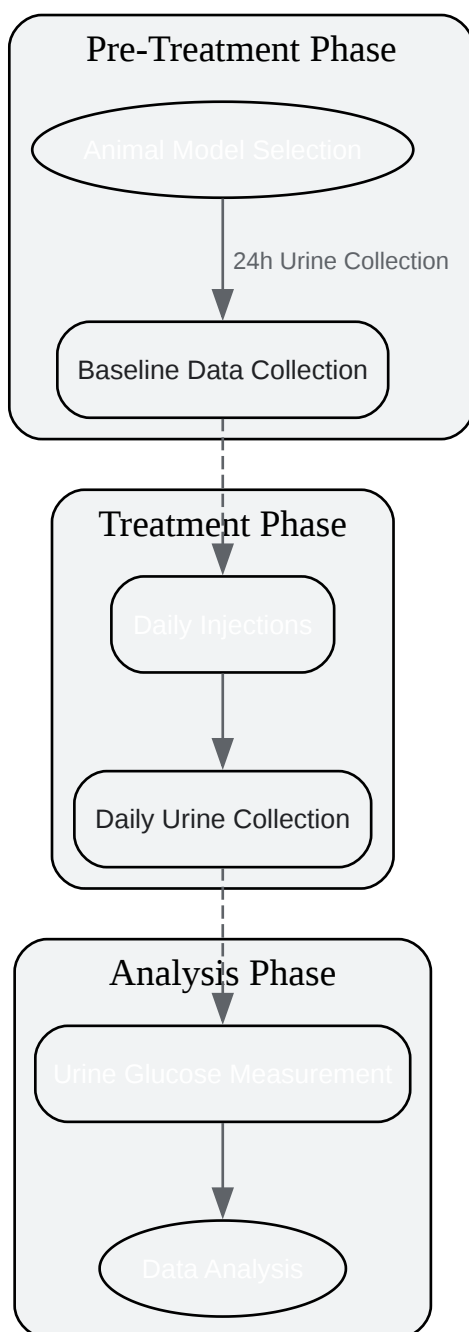 Pre-Treatment Phase
Animal Model Selection
24h Urine Collection
Baseline Data Collection
Treatment Phase
Daily Injections
Daily Urine Collection
Analysis Phase
Urine Glucose Measurement
Data Analysis